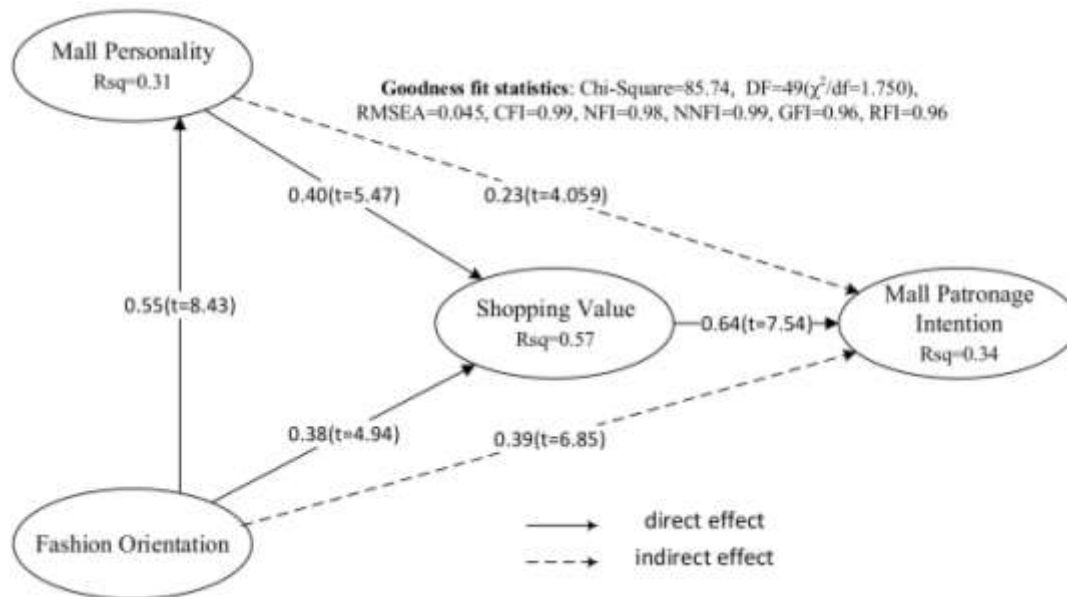 Mall Personality
Rsq=0.31
Goodness fit statistics: Chi-Square=85.74, DF=49(χ²/df=1.750),
RMSEA=0.045, CFI=0.99, NFI=0.98, NNFI=0.99, GFI=0.96, RFI=0.96
0.40(t=5.47)
0.23(t=4.059)
0.55(t=8.43)
Shopping Value
Rsq=0.57
0.64(t=7.54)
Mall Patronage
Intention
Rsq=0.34
0.38(t=4.94)
0.39(t=6.85)
Fashion Orientation
direct effect
indirect effect